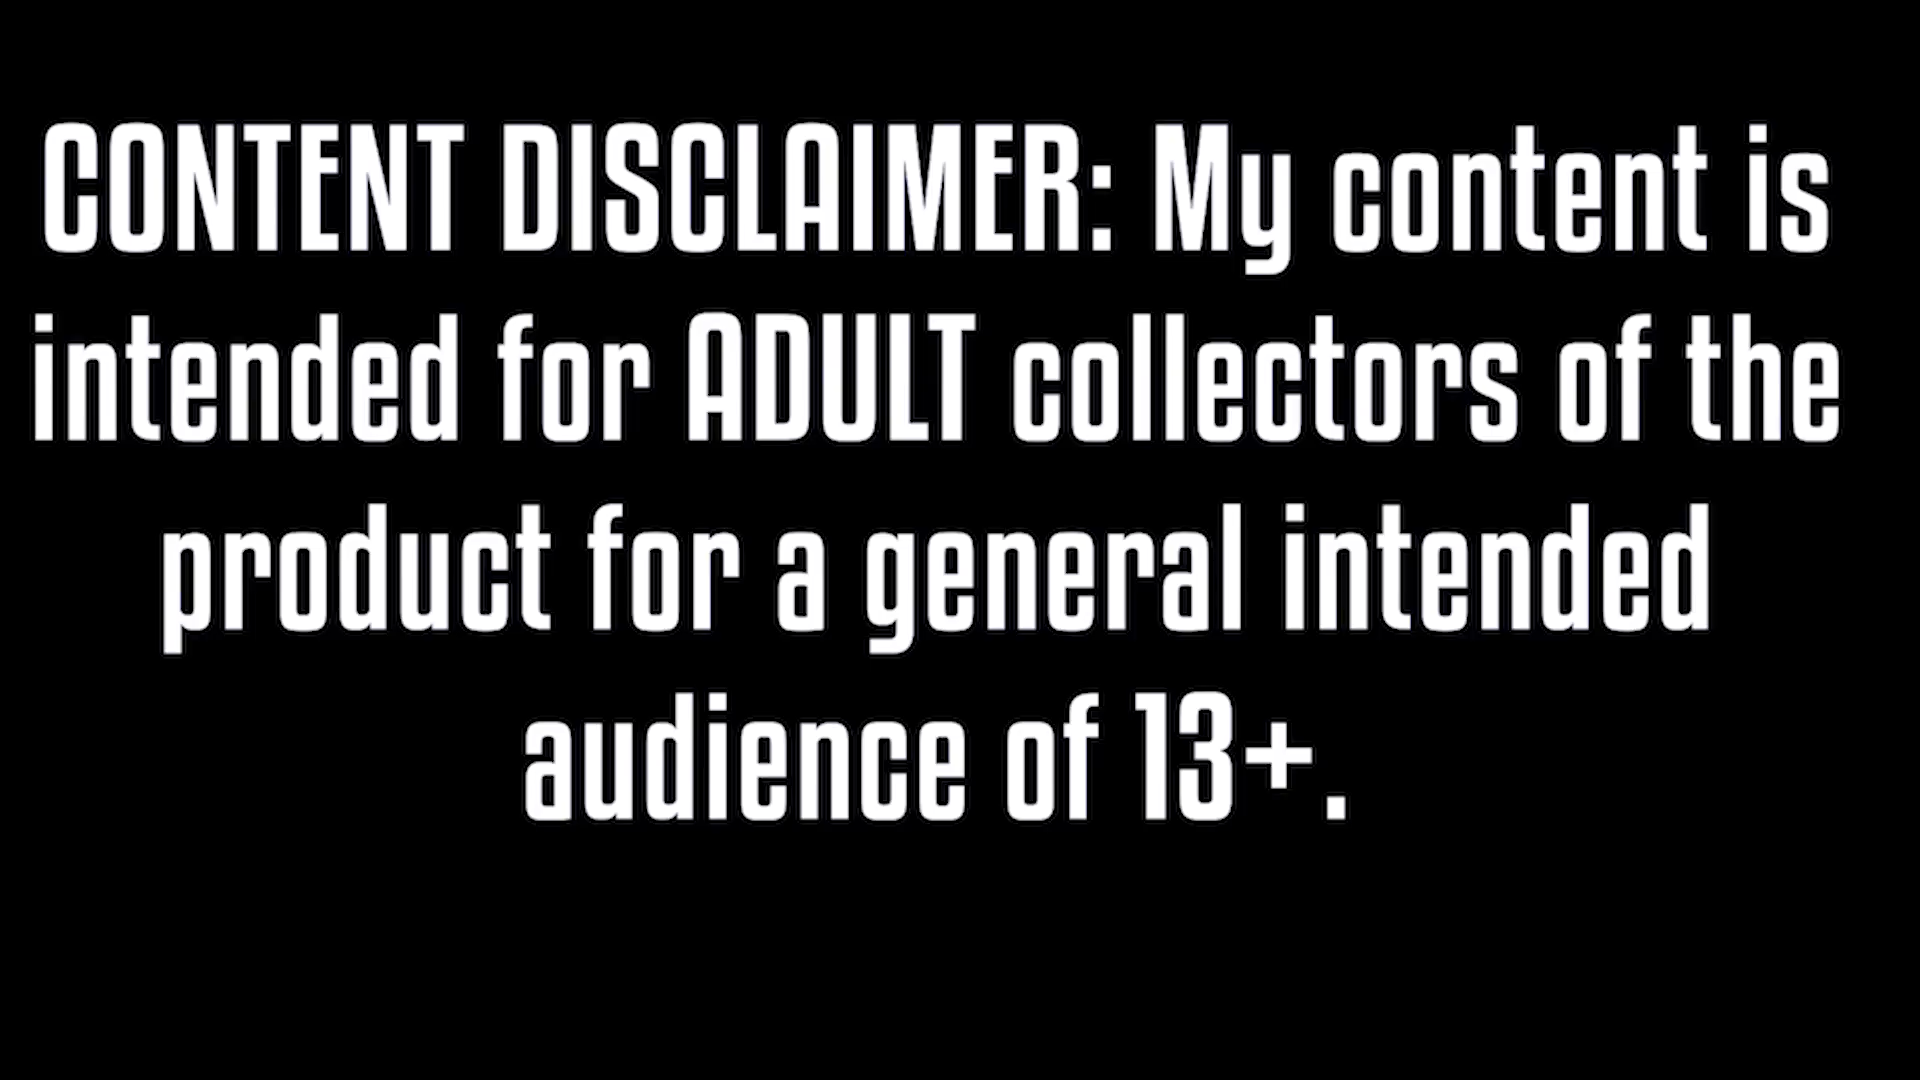 CONTENT DISCLAIMER: My content is
intended for ADULT collectors of the
product for a general intended
audience of 13+.